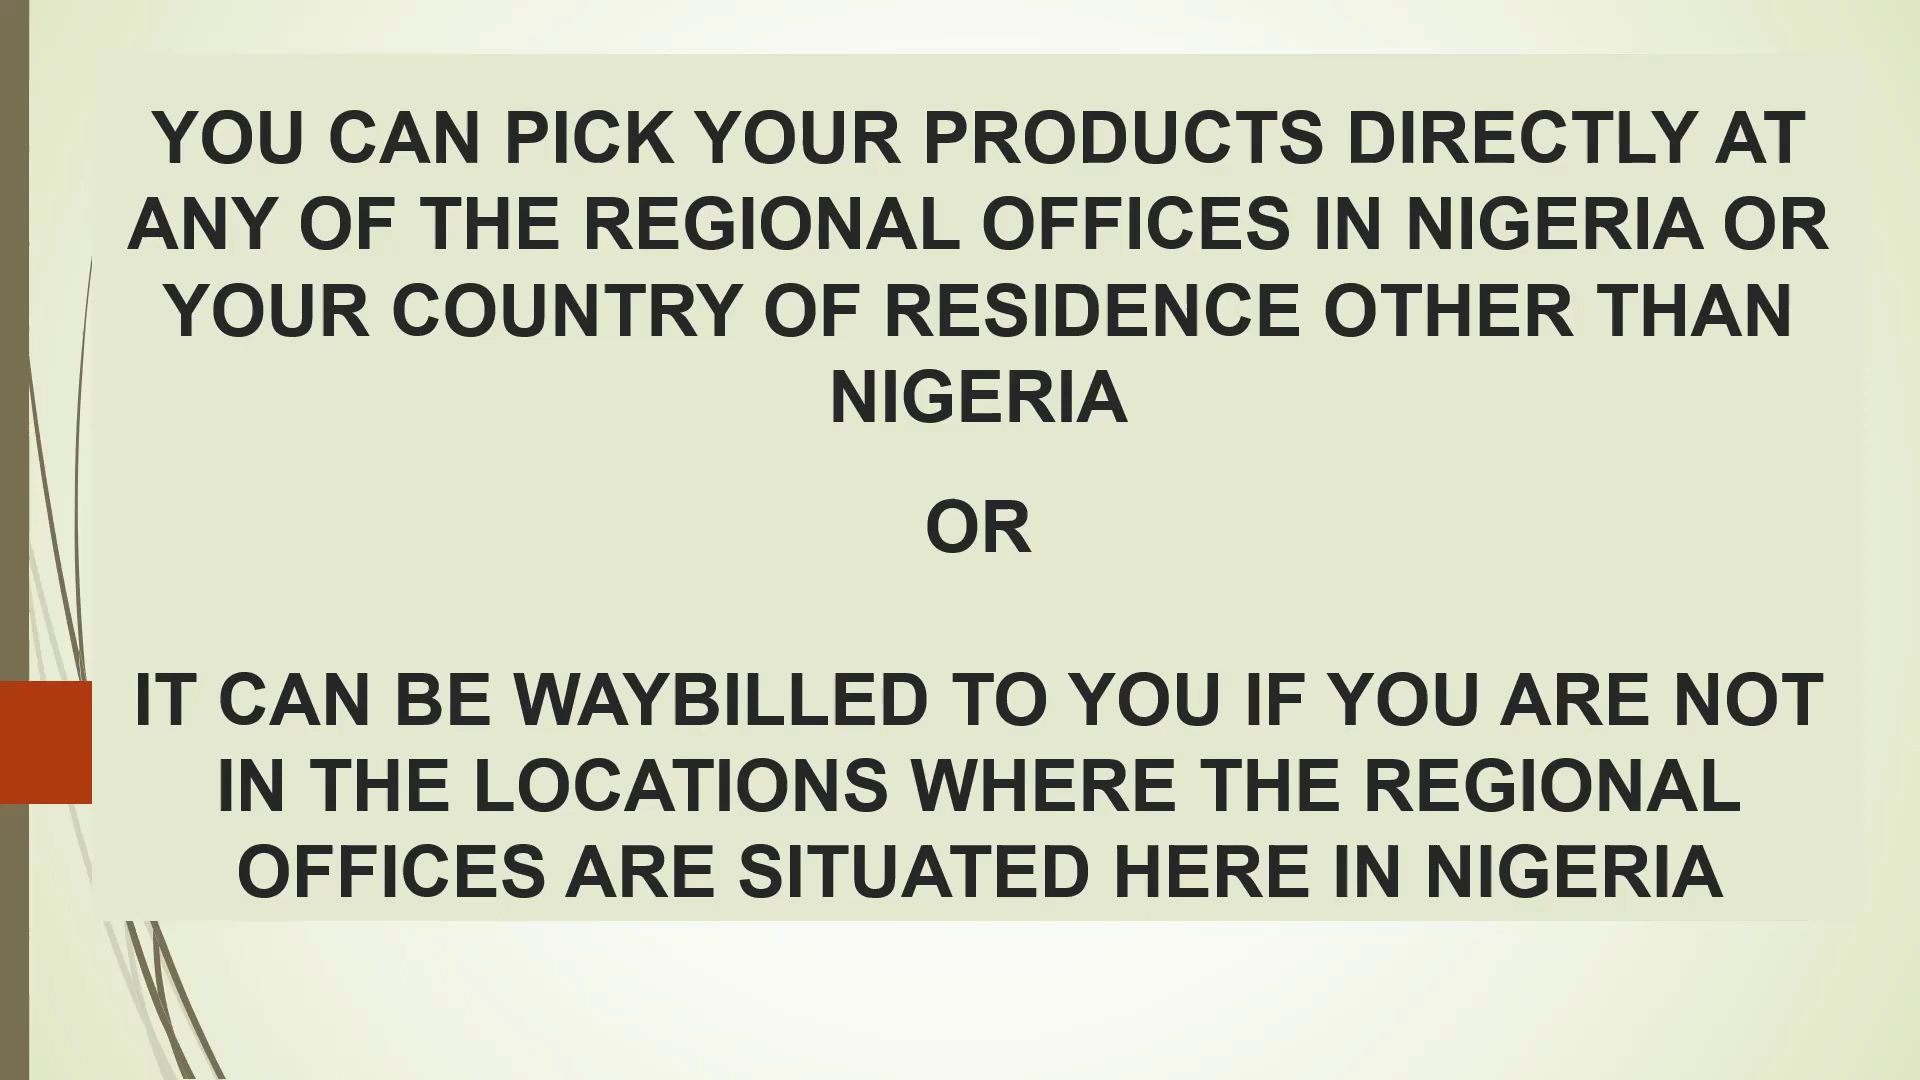 YOU CAN PICK YOUR PRODUCTS DIRECTLY AT
ANY OF THE REGIONAL OFFICES IN NIGERIA OR
YOUR COUNTRY OF RESIDENCE OTHER THAN
NIGERIA
OR
IT CAN BE WAYBILLED TO YOU IF YOU ARE NOT
IN THE LOCATIONS WHERE THE REGIONAL
OFFICES ARE SITUATED HERE IN NIGERIA